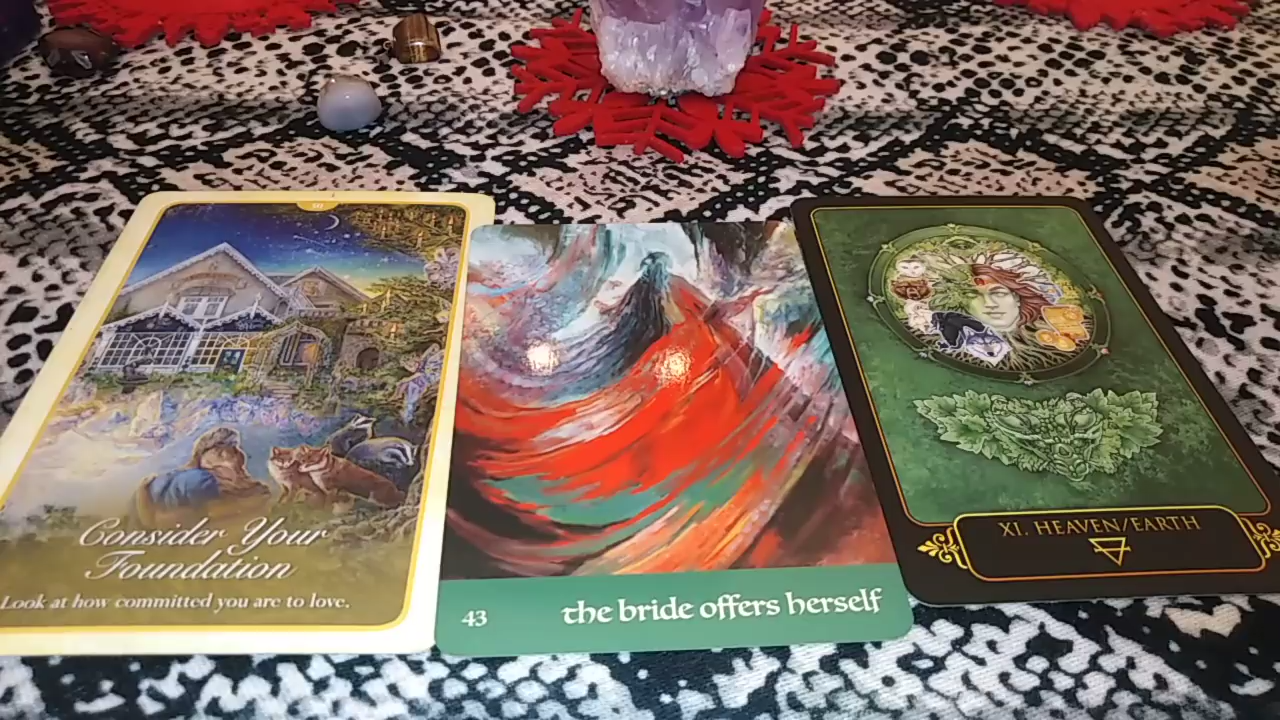 Consider Your
Foundation
Look at how committed you are to love.
43
the bride offers herself
XI. HEAVEN/EARTH